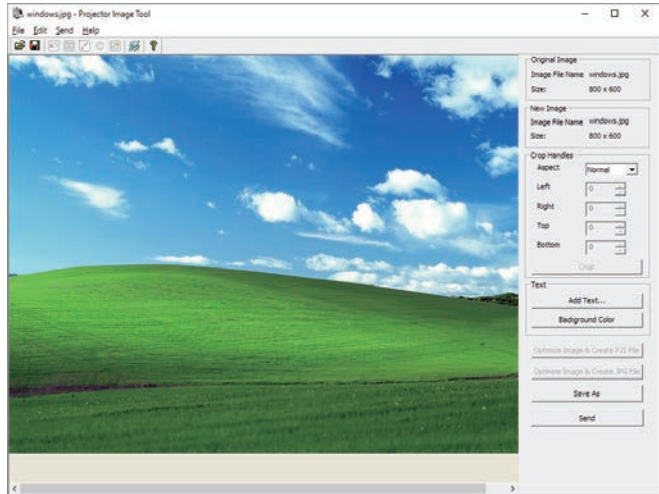 windows.jpg - Projector Image Tool
File Edit Send Help
Original Image
Image File Name windows.jpg
Size: 800 x 600
New Image
Image File Name windows.jpg
Size: 800 x 600
Crop Handles
Aspect Normal
Left 0
Right 0
Top 0
Bottom 0
Crop
Text
Add Text...
Background Color
Optimize Image & Create PJI File
Optimize Image & Create JPG File
Save As
Send